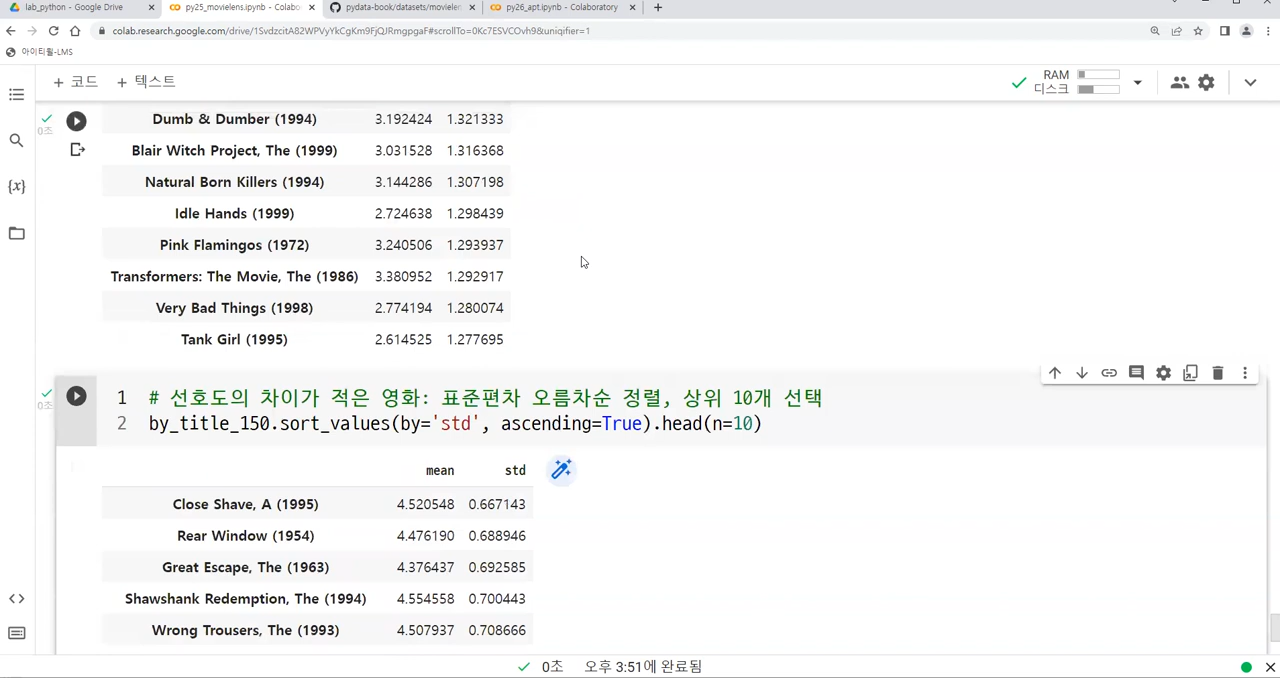 lab_python - Google Drive
py25_movielens.ipynb - Colabo
pydata-book/datasets/movielen
py26_apt.ipynb - Colaboratory
colab.research.google.com/drive/1SvdzcitA82WPVyYkCgKm9FjQJRmgpgaF#scrollTo=0Kc7ESVCOvh9&uniqifier=1
아이티윌-LMS
+ 코드 + 텍스트
RAM
디스크
0초
Dumb & Dumber (1994) 3.192424 1.321333
Blair Witch Project, The (1999) 3.031528 1.316368
Natural Born Killers (1994) 3.144286 1.307198
{x}
Idle Hands (1999) 2.724638 1.298439
Pink Flamingos (1972) 3.240506 1.293937
Transformers: The Movie, The (1986) 3.380952 1.292917
Very Bad Things (1998) 2.774194 1.280074
Tank Girl (1995) 2.614525 1.277695
0초
1 # 선호도의 차이가 적은 영화: 표준편차 오름차순 정렬, 상위 10개 선택
2 by_title_150.sort_values(by='std', ascending=True).head(n=10)
mean std
Close Shave, A (1995) 4.520548 0.667143
Rear Window (1954) 4.476190 0.688946
Great Escape, The (1963) 4.376437 0.692585
Shawshank Redemption, The (1994) 4.554558 0.700443
Wrong Trousers, The (1993) 4.507937 0.708666
0초 오후 3:51에 완료됨